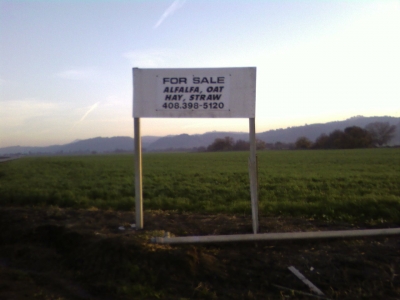 FOR SALE
ALFALFA, OAT
HAY, STRAW
408-398-5120